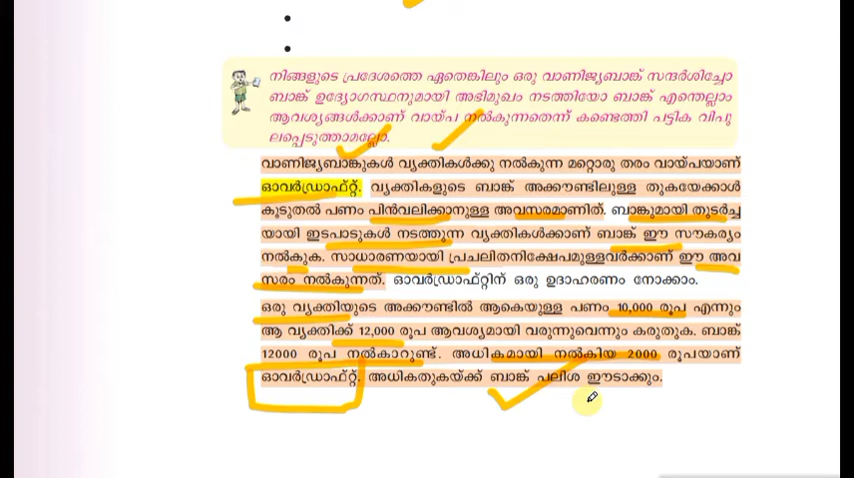 നിങ്ങളുടെ പ്രദേശത്തെ ഏതെങ്കിലും ഒരു വാണിജ്യബാങ്ക് സന്ദർശിച്ചോ
ബാങ്ക് ഉദ്യോഗസ്ഥനുമായി അഭിമുഖം നടത്തിയോ ബാങ്ക് എന്തെല്ലാം
ആവശ്യങ്ങൾക്കാണ് വായ്പ നൽകുന്നതെന്ന് കണ്ടെത്തി പട്ടിക വിപു
ലപ്പെടുത്താമല്ലോ.
വാണിജ്യബാങ്കുകൾ വ്യക്തികൾക്കു നൽകുന്ന മറ്റൊരു തരം വായ്പയാണ്
ഓവർഡ്രാഫ്റ്റ്. വ്യക്തികളുടെ ബാങ്ക് അക്കൗണ്ടിലുള്ള തുകയേക്കാൾ
കൂടുതൽ പണം പിൻവലിക്കാനുള്ള അവസരമാണിത്. ബാങ്കുമായി തുടർച്ച
യായി ഇടപാടുകൾ നടത്തുന്ന വ്യക്തികൾക്കാണ് ബാങ്ക് ഈ സൗകര്യം
നൽകുക. സാധാരണയായി പ്രചലിതനിക്ഷേപമുള്ളവർക്കാണ് ഈ അവ
സരം നൽകുന്നത്. ഓവർഡ്രാഫ്റ്റിന് ഒരു ഉദാഹരണം നോക്കാം.
ഒരു വ്യക്തിയുടെ അക്കൗണ്ടിൽ ആകെയുള്ള പണം 10,000 രൂപ എന്നും
ആ വ്യക്തിക്ക് 12,000 രൂപ ആവശ്യമായി വരുന്നുവെന്നും കരുതുക. ബാങ്ക്
12000 രൂപ നൽകാറുണ്ട്. അധികമായി നൽകിയ 2000 രൂപയാണ്
ഓവർഡ്രാഫ്റ്റ്. അധികതുകയ്ക്ക് ബാങ്ക് പലിശ ഈടാക്കും.